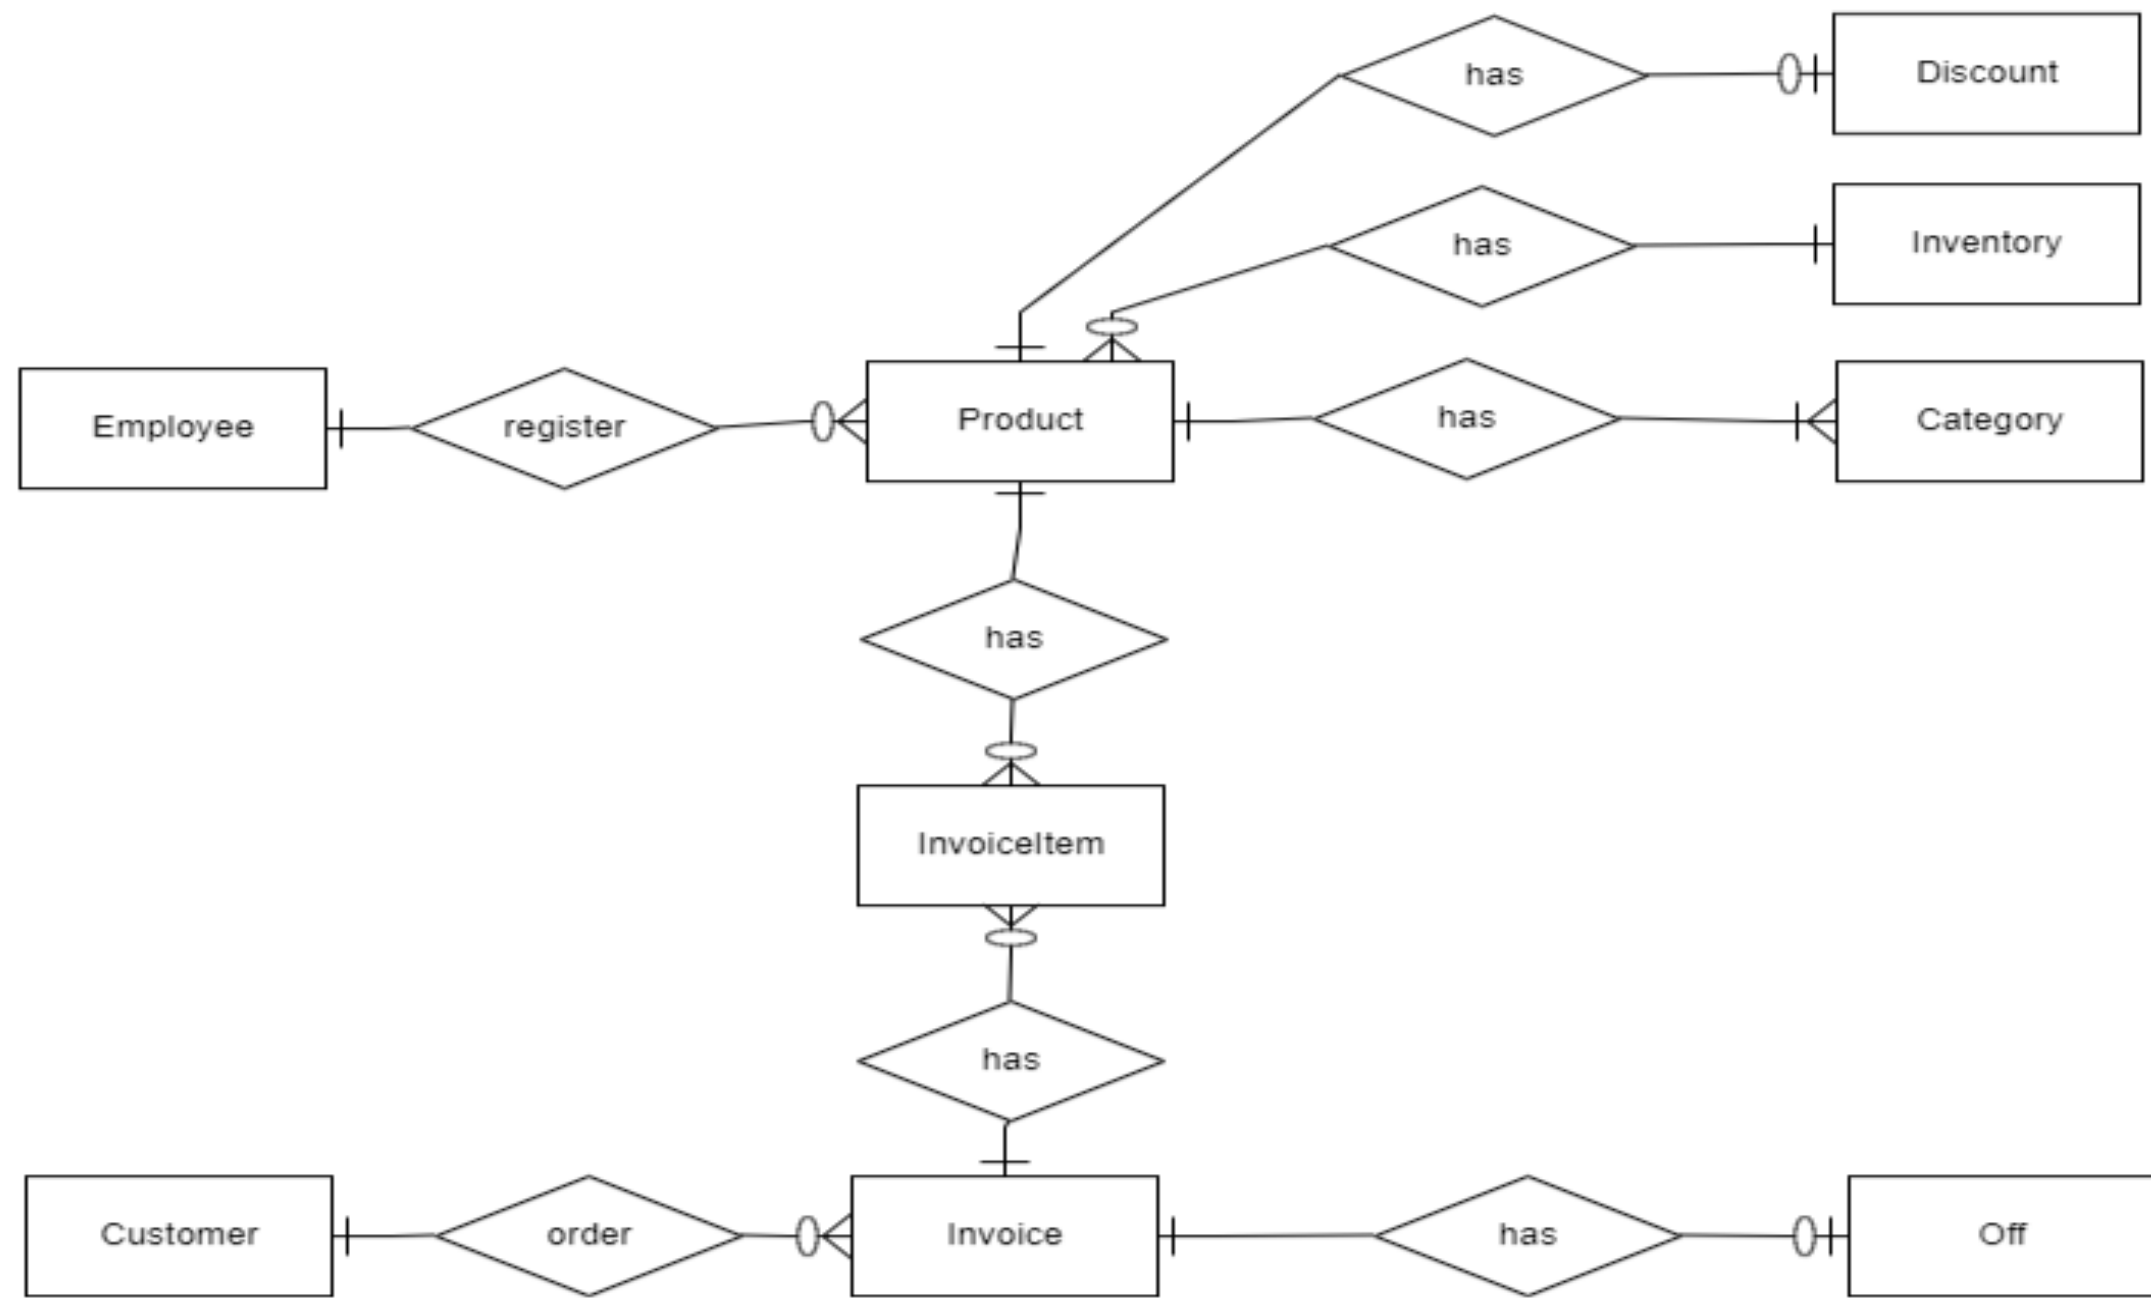 has
Discount
has
Inventory
Employee
register
Product
has
Category
has
InvoiceItem
has
Customer
order
Invoice
has
Off